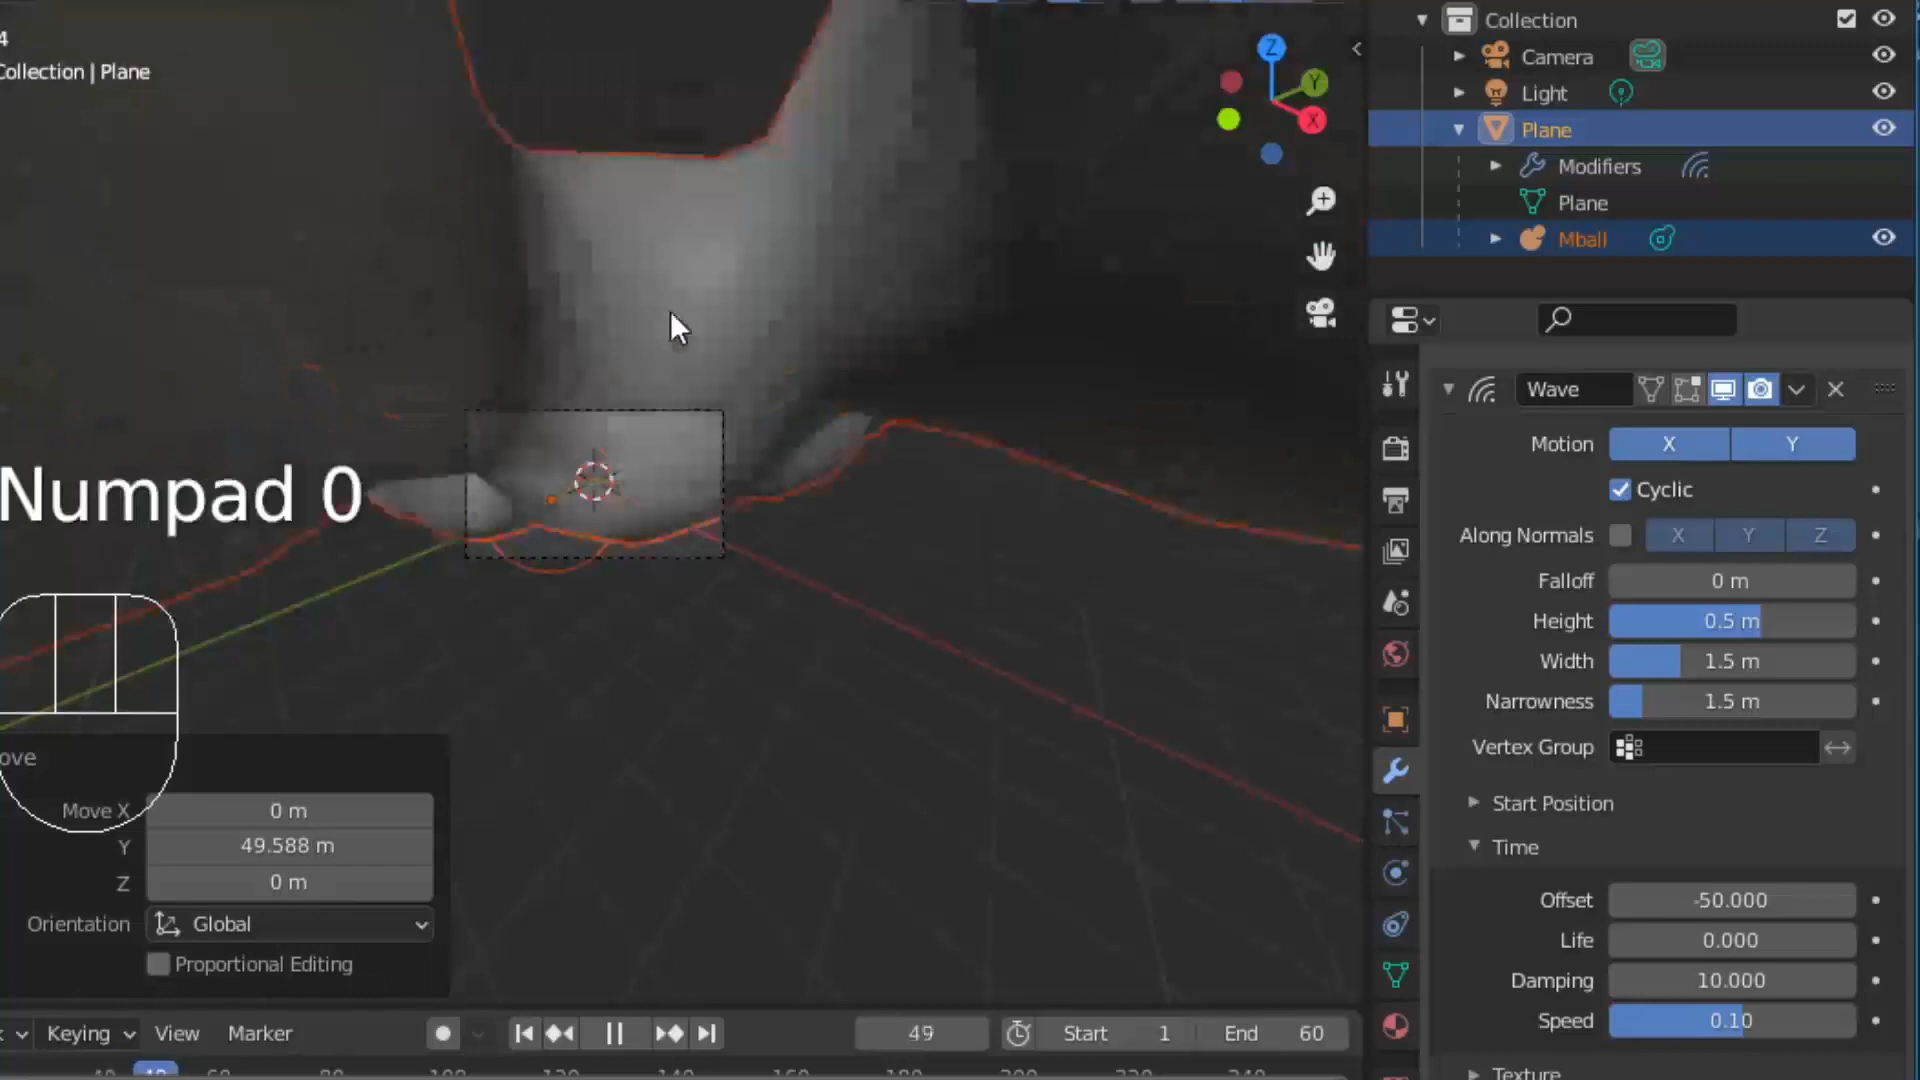 4
Collection | Plane
Numpad 0
Z
Y
X
Collection
Camera
Light
Plane
Modifiers
Plane
Mball
Wave
Motion X Y
Cyclic
Along Normals X Y Z
Falloff 0 m
Height 0.5 m
Width 1.5 m
Narrowness 1.5 m
Vertex Group
Start Position
Time
Offset -50.000
Life 0.000
Damping 10.000
Speed 0.10
Texture
ove
Move X 0 m
Y 49.588 m
Z 0 m
Orientation Global
Proportional Editing
Keying View Marker 49 Start 1 End 60